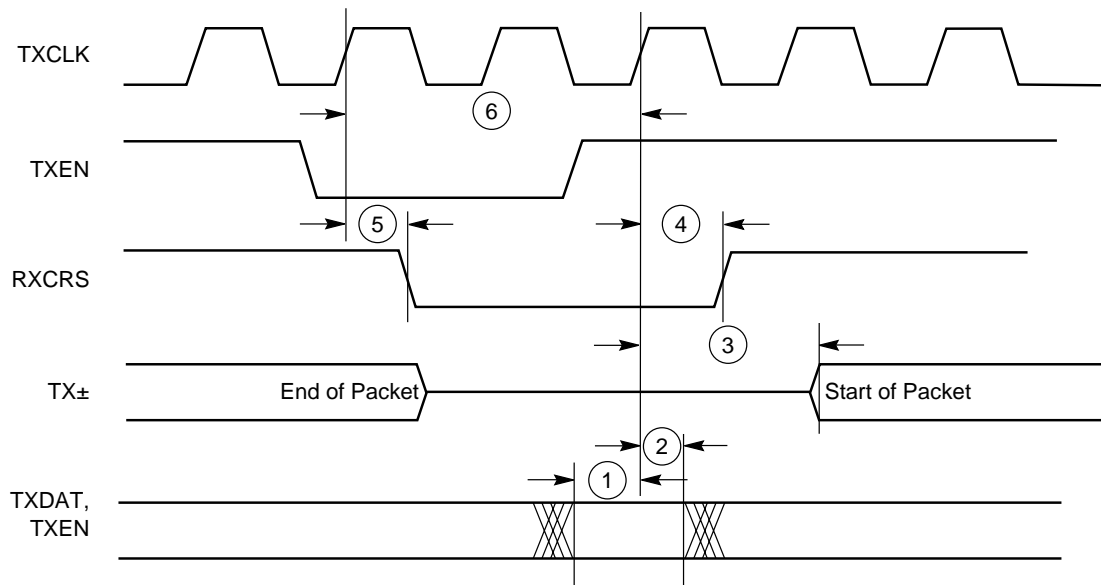 TXCLK
6
TXEN
5
4
RXCRS
3
TX±
End of Packet
Start of Packet
2
1
TXDAT,
TXEN